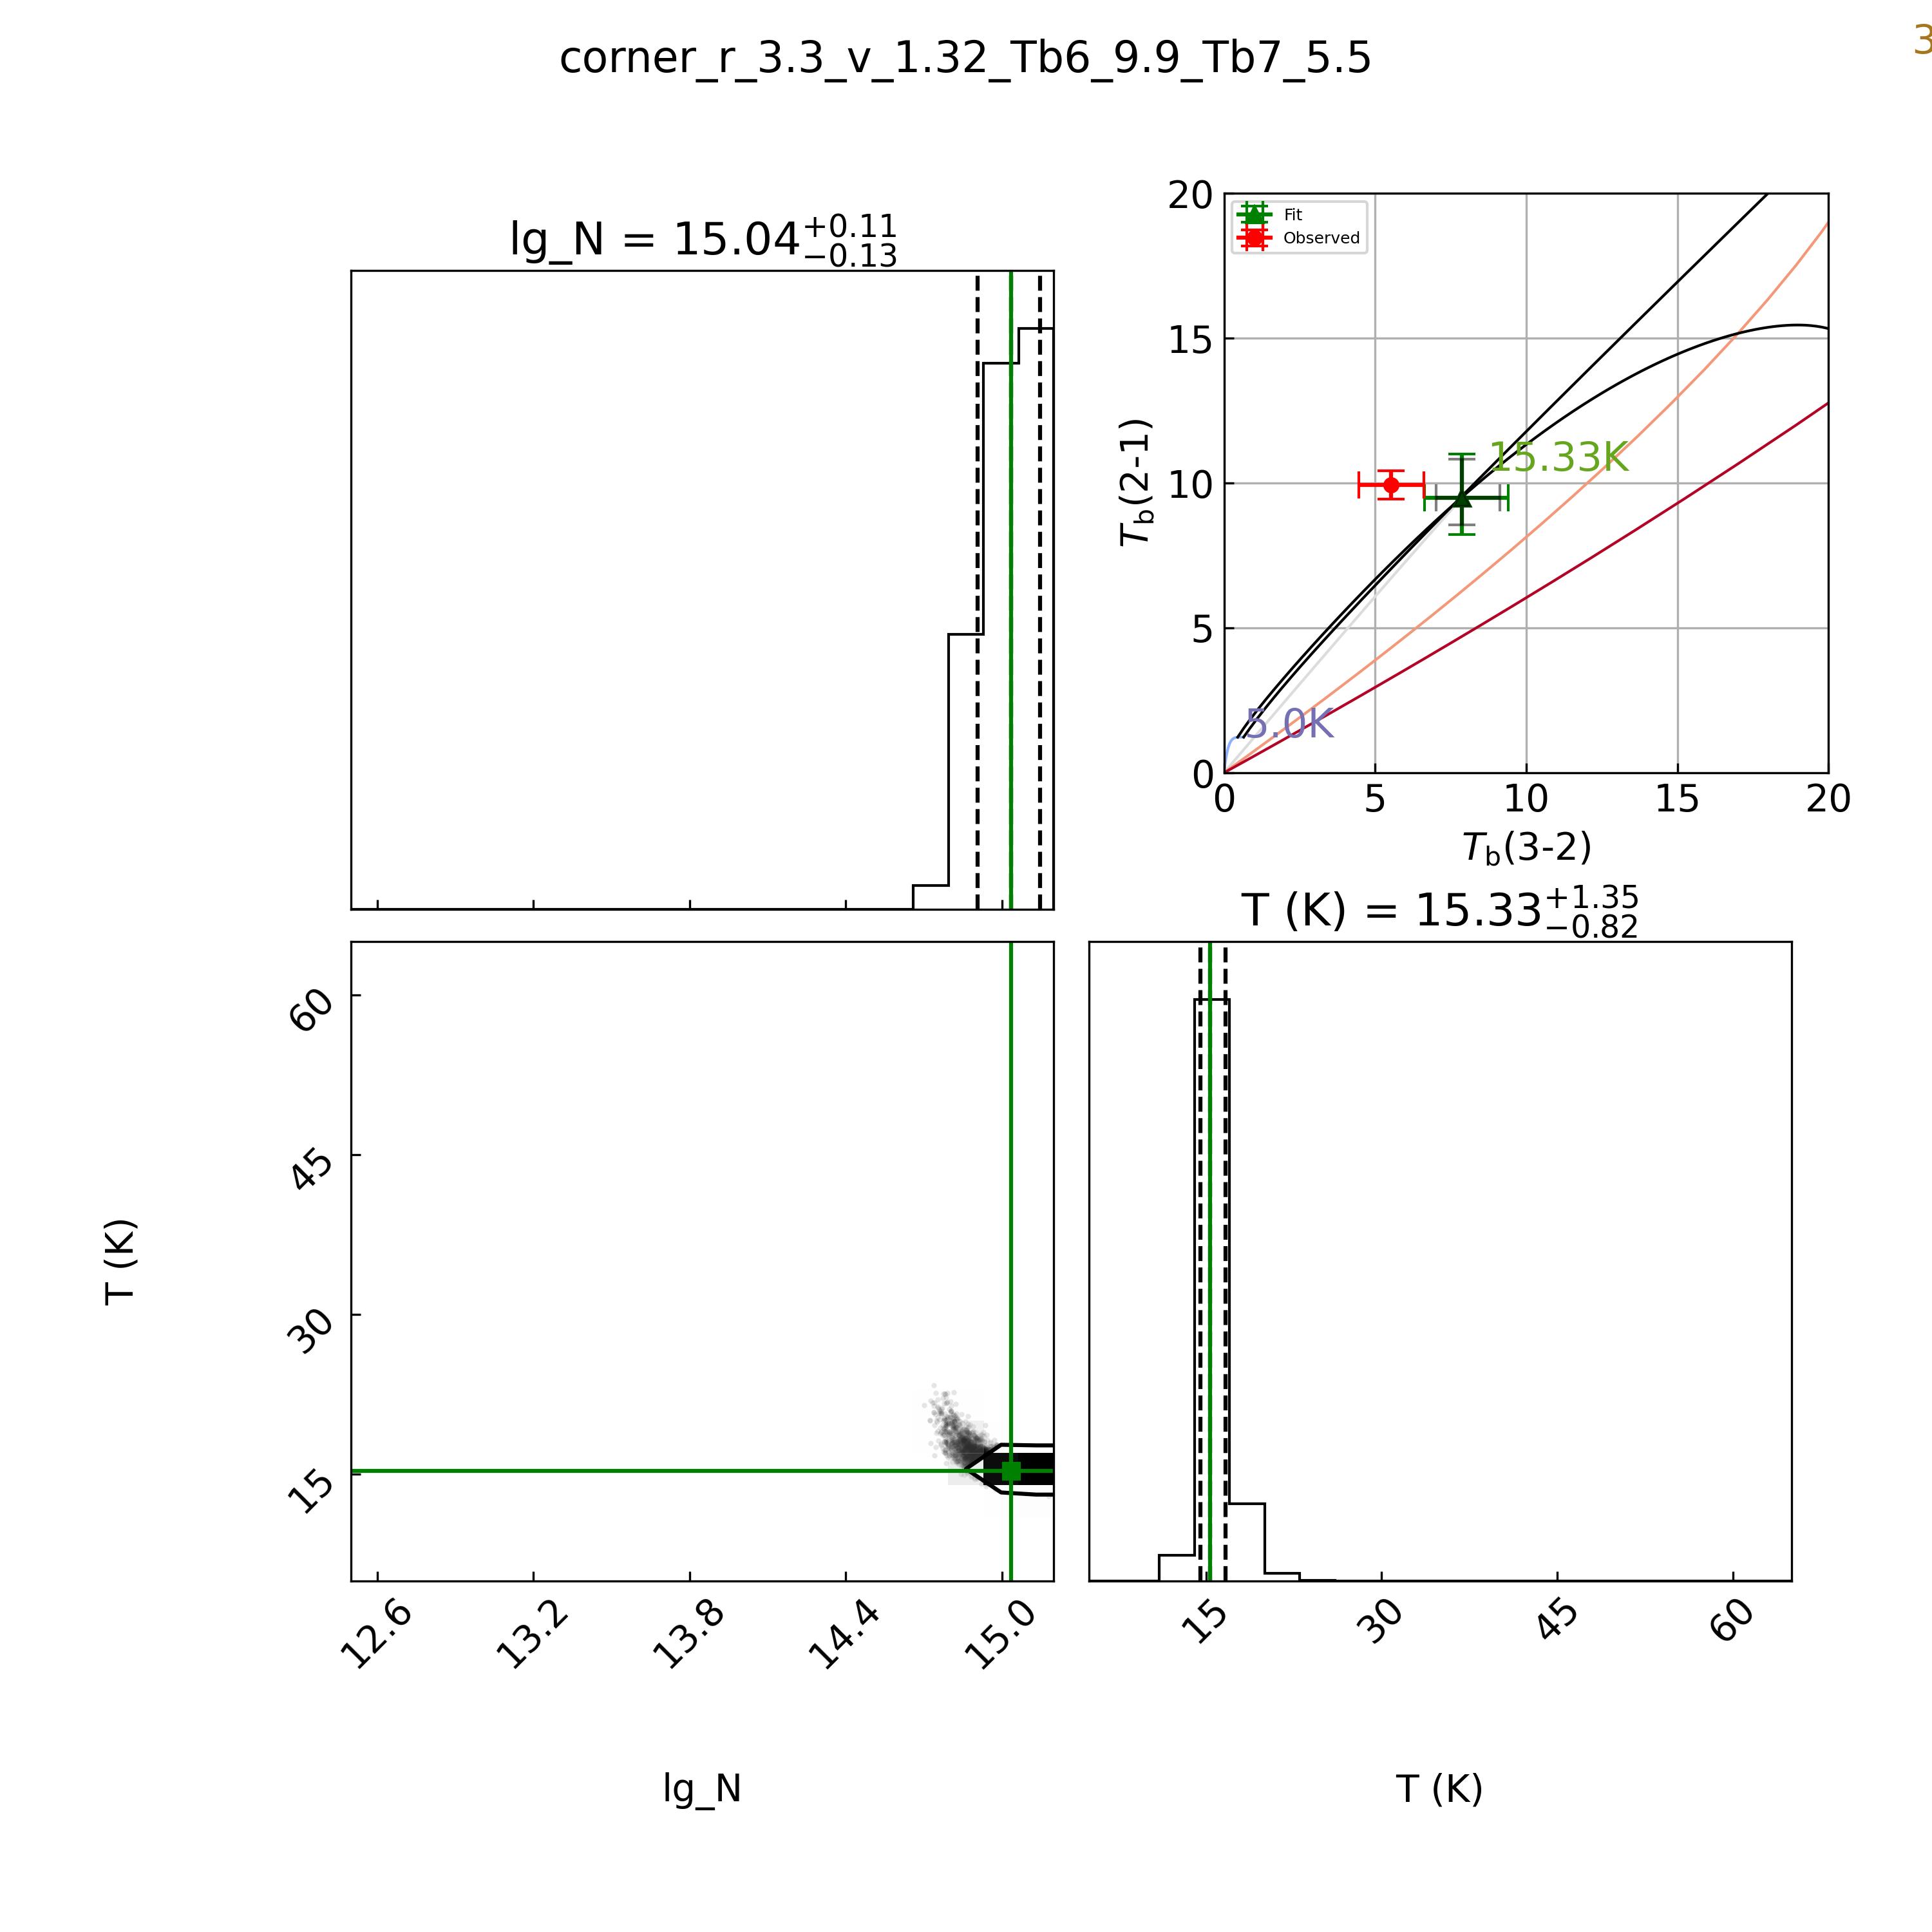 corner_r_3.3_v_1.32_Tb6_9.9_Tb7_5.5
3
lg_N = 15.04+0.11−0.13
20
15
10
5
0
Fit
Observed
15.33K
5.0K
Tb(2-1)
0 5 10 15 20
Tb(3-2)
T (K) = 15.33+1.35−0.82
60
45
30
15
T (K)
12.6 13.2 13.8 14.4 15.0
15 30 45 60
lg_N
T (K)